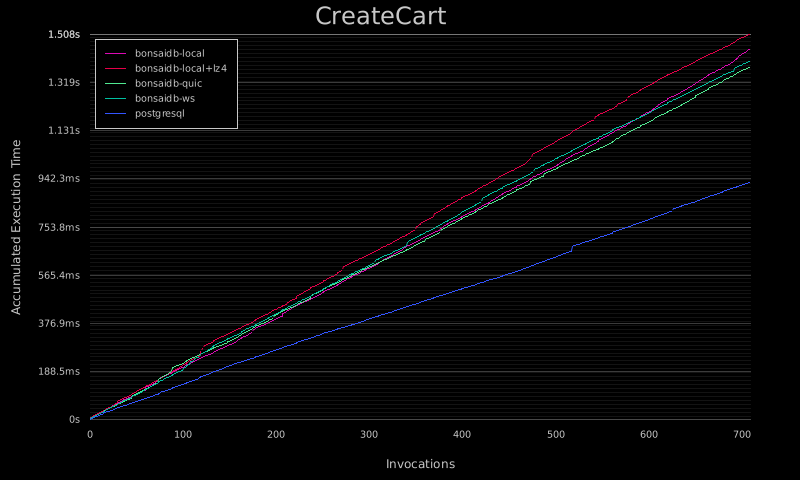 CreateCart
1.508s
1.319s
1.131s
942.3ms
753.8ms
565.4ms
376.9ms
188.5ms
0s
Accumulated Execution Time
bonsaidb-local
bonsaidb-local+lz4
bonsaidb-quic
bonsaidb-ws
postgresql
0 100 200 300 400 500 600 700
Invocations